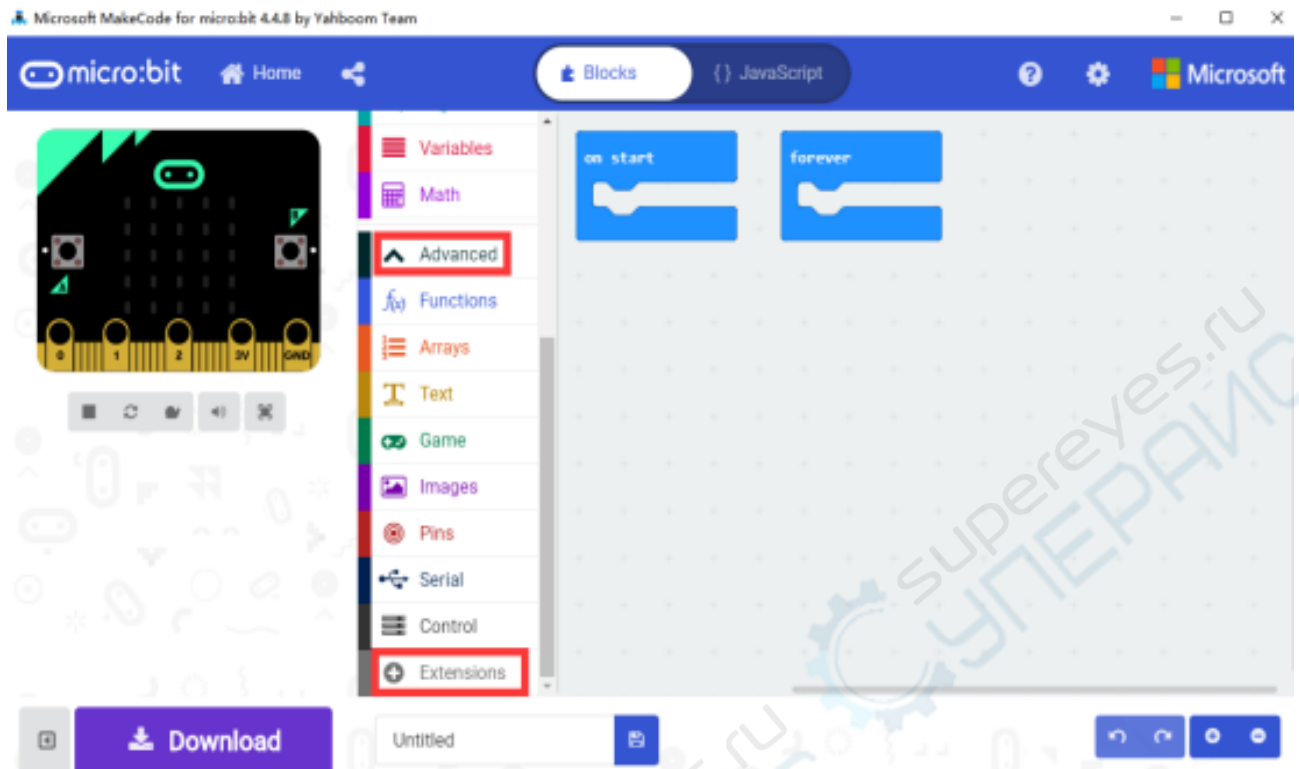 Microsoft MakeCode for micro:bit 4.4.8 by Yahboom Team
micro:bit
Home
Blocks
{} JavaScript
Microsoft
Variables
Math
Advanced
Functions
Arrays
Text
Game
Images
Pins
Serial
Control
Extensions
on start
forever
B
A
0
1
2
3V
GND
Download
Untitled
supereyes.ru
СУПЕРАЙС